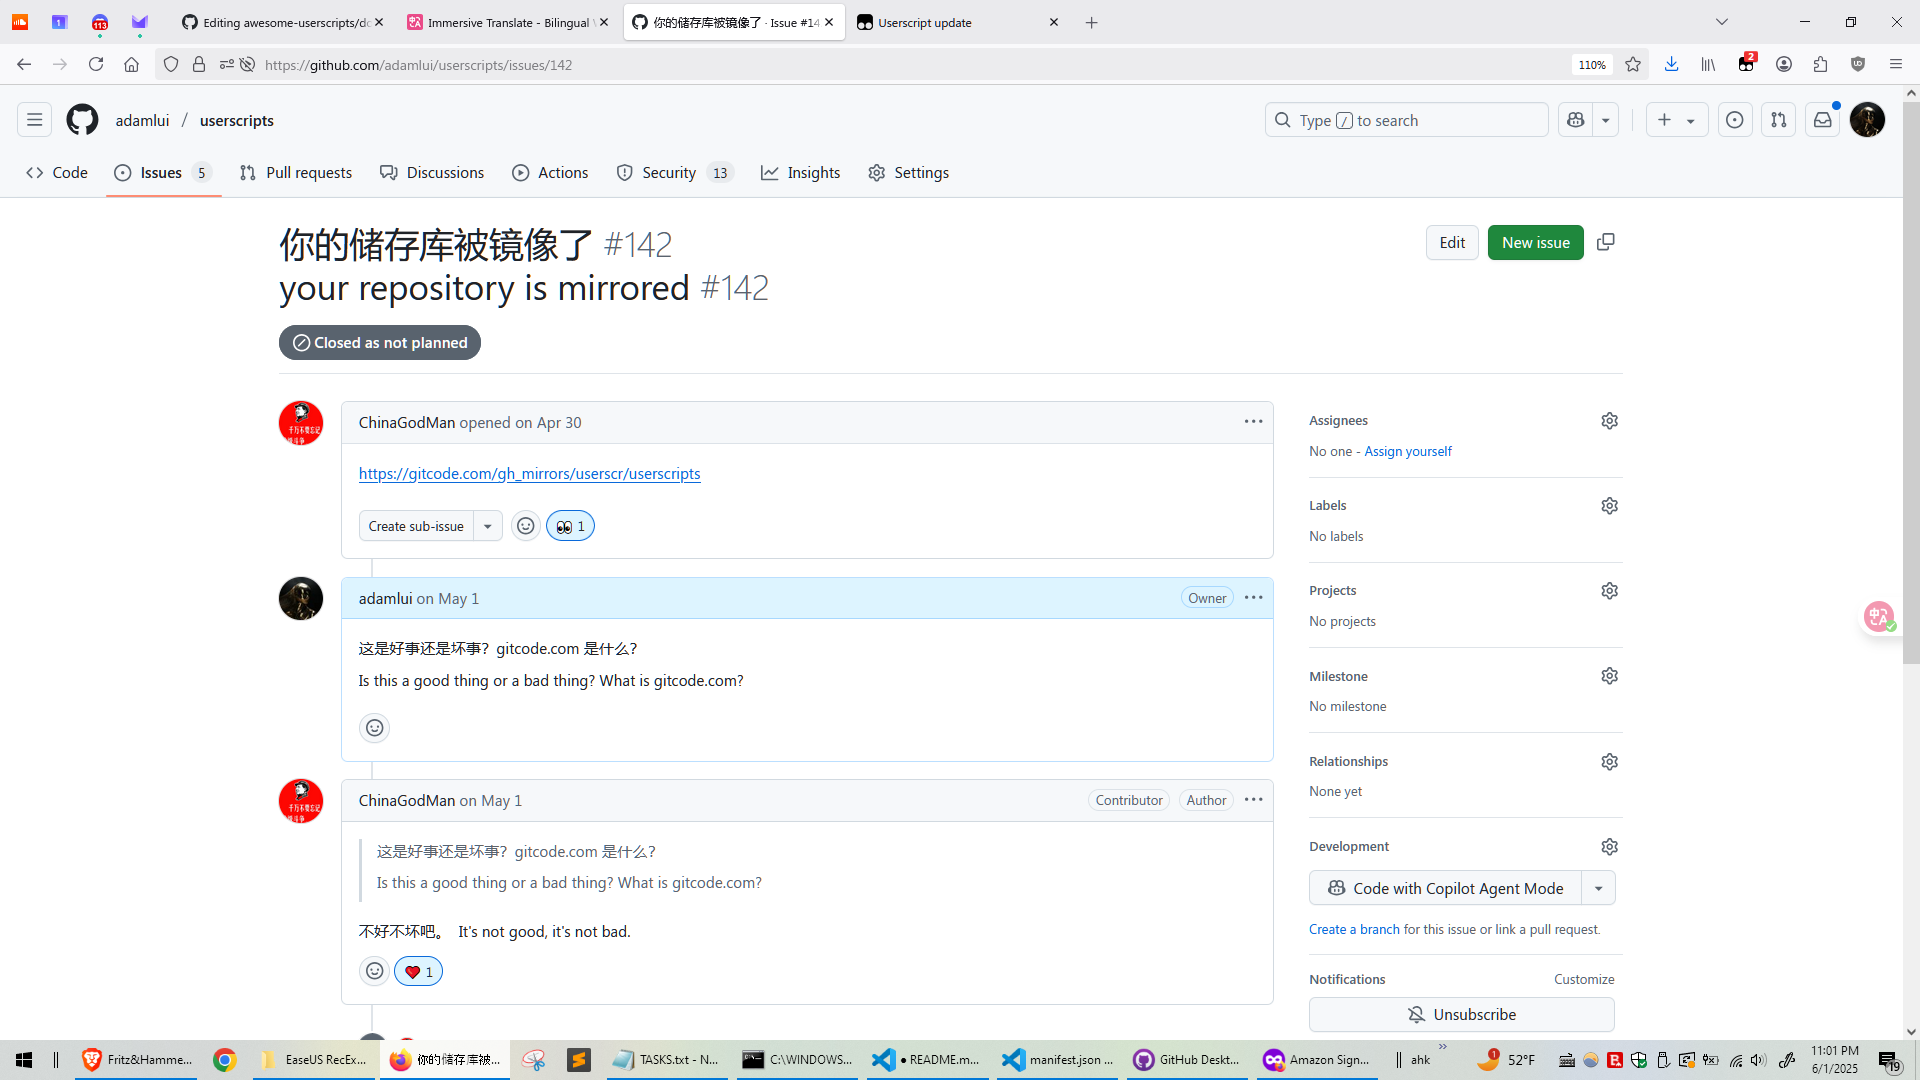 113
1
Editing awesome-userscripts/do
Immersive Translate - Bilingual
你的储存库被镜像了 · Issue #14
Userscript update
https://github.com/adamlui/userscripts/issues/142
110%
2
adamlui / userscripts
Type / to search
Code
Issues 5
Pull requests
Discussions
Actions
Security 13
Insights
Settings
你的储存库被镜像了 #142
your repository is mirrored #142
Edit
New issue
Closed as not planned
ChinaGodMan opened on Apr 30
https://gitcode.com/gh_mirrors/userscr/userscripts
Create sub-issue
1
adamlui on May 1
Owner
这是好事还是坏事？gitcode.com 是什么？
Is this a good thing or a bad thing? What is gitcode.com?
ChinaGodMan on May 1
Contributor
Author
这是好事还是坏事？gitcode.com 是什么？
Is this a good thing or a bad thing? What is gitcode.com?
不好不坏吧。 It's not good, it's not bad.
1
Assignees
No one - Assign yourself
Labels
No labels
Projects
No projects
Milestone
No milestone
Relationships
None yet
Development
Code with Copilot Agent Mode
Create a branch for this issue or link a pull request.
Notifications
Customize
Unsubscribe
Fritz&Hamme...
EaseUS RecEx...
你的储存库被...
TASKS.txt - N...
C:\WINDOWS...
● README.m...
manifest.json ...
GitHub Deskt...
Amazon Sign...
ahk
1
52°F
11:01 PM
6/1/2025
19